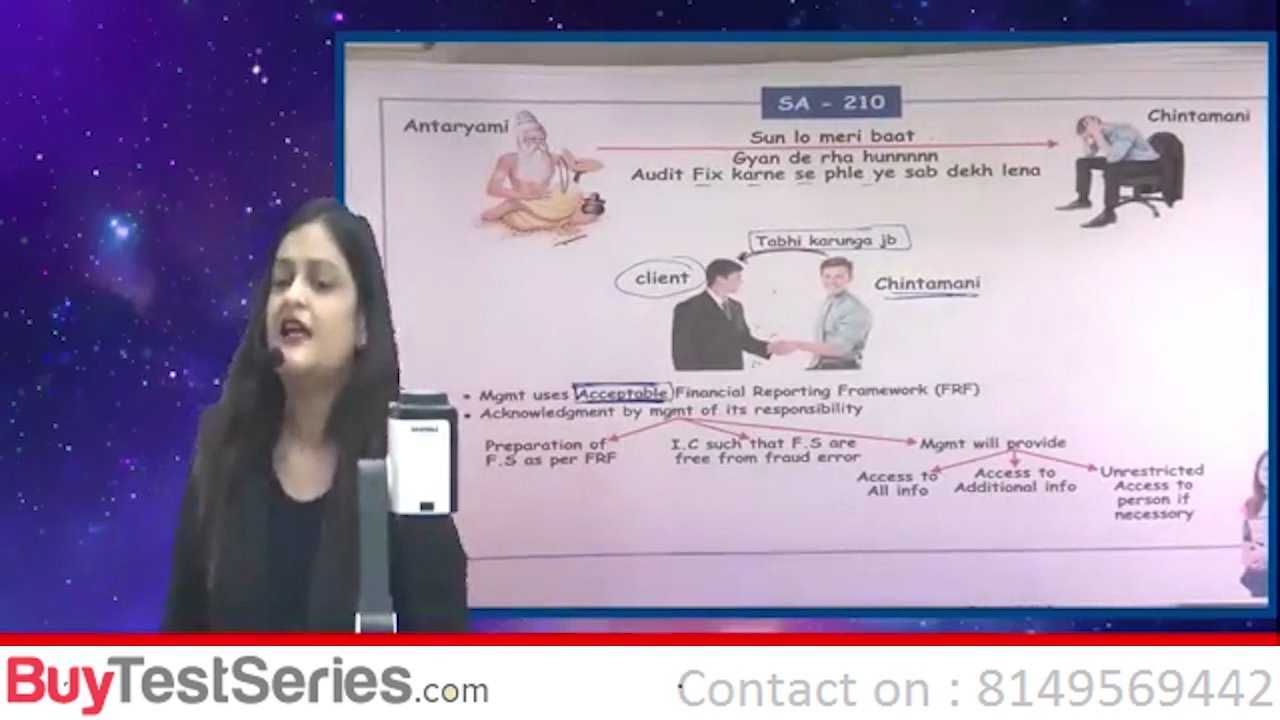 SA - 210
Antaryami
Chintamani
Sun lo meri baat
Gyan de rha hunnnnn
Audit Fix karne se phle ye sab dekh lena
Tabhi karunga jb
client
Chintamani
• Mgmt uses Acceptable Financial Reporting Framework (FRF)
• Acknowledgment by mgmt of its responsibility
Preparation of
F.S as per FRF
I.C such that F.S are
free from fraud error
Mgmt will provide
Access to
All info
Access to
Additional info
Unrestricted
Access to
person if
necessary
BuyTestSeries.com
Contact on : 8149569442